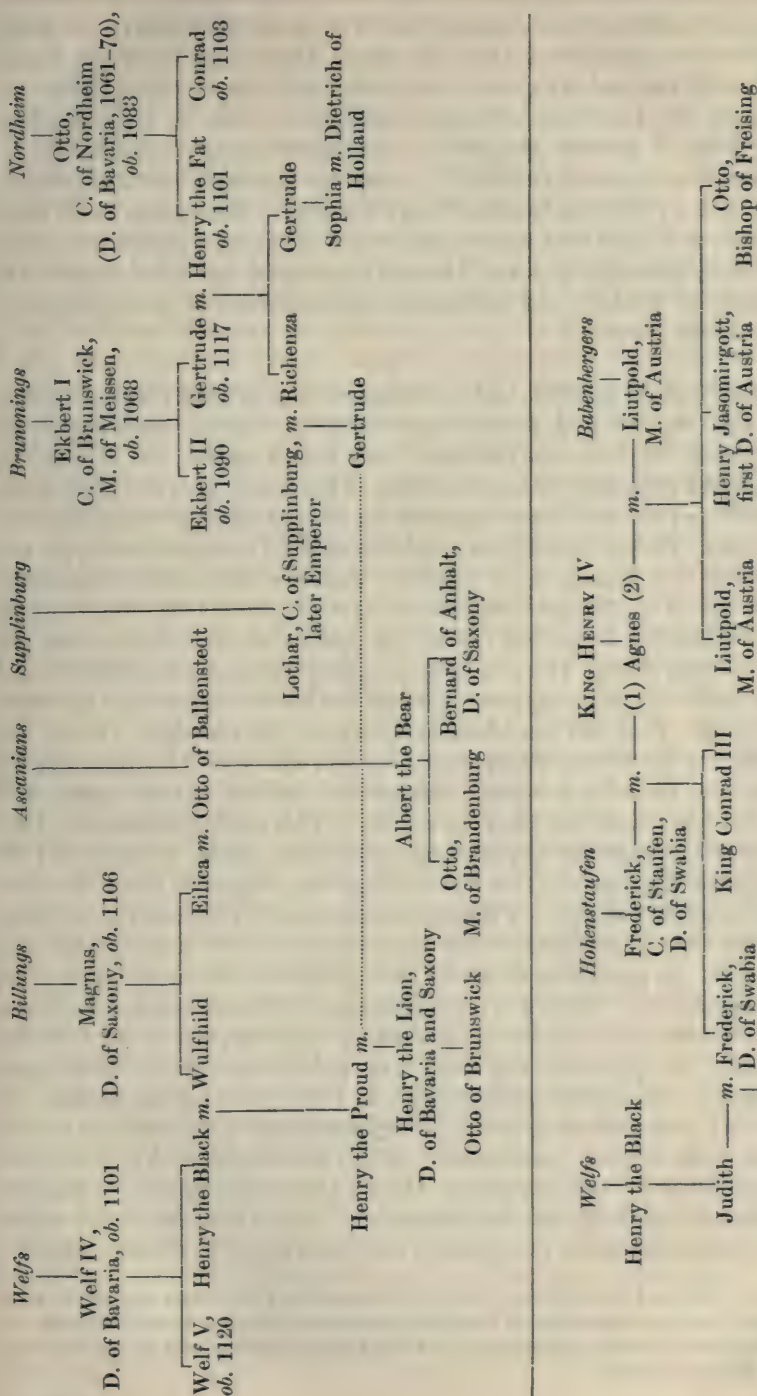 Welfs
Welf IV,
D. of Bavaria, ob. 1101
Welf V,
ob. 1120
Henry the Black m. Wulfhild
Billungs
Magnus,
D. of Saxony, ob. 1106
Eilica m. Otto of Ballenstedt
Ascanians
Supplinburg
Brunonings
Ekbert I
C. of Brunswick,
M. of Meissen,
ob. 1068
Ekbert II
ob. 1090
Gertrude m. Henry the Fat
ob. 1117
ob. 1101
Nordheim
Otto,
C. of Nordheim
(D. of Bavaria, 1061-70),
ob. 1083
Conrad
ob. 1103
Lothar, C. of Supplinburg, m. Richenza
later Emperor
Gertrude
Sophia m. Dietrich of
Holland
Henry the Proud m.
Gertrude
Henry the Lion,
D. of Bavaria and Saxony
Otto of Brunswick
Albert the Bear
Otto,
M. of Brandenburg
Bernard of Anhalt,
D. of Saxony
Welfs
Henry the Black
Hohenstaufen
Frederick, m. (1) Agnes (2) m. Liutpold,
C. of Staufen,
D. of Swabia
KING HENRY IV
Babenbergers
M. of Austria
Judith m. Frederick,
D. of Swabia
King Conrad III
Liutpold,
M. of Austria
Henry Jasomirgott,
first D. of Austria
Otto,
Bishop of Freising